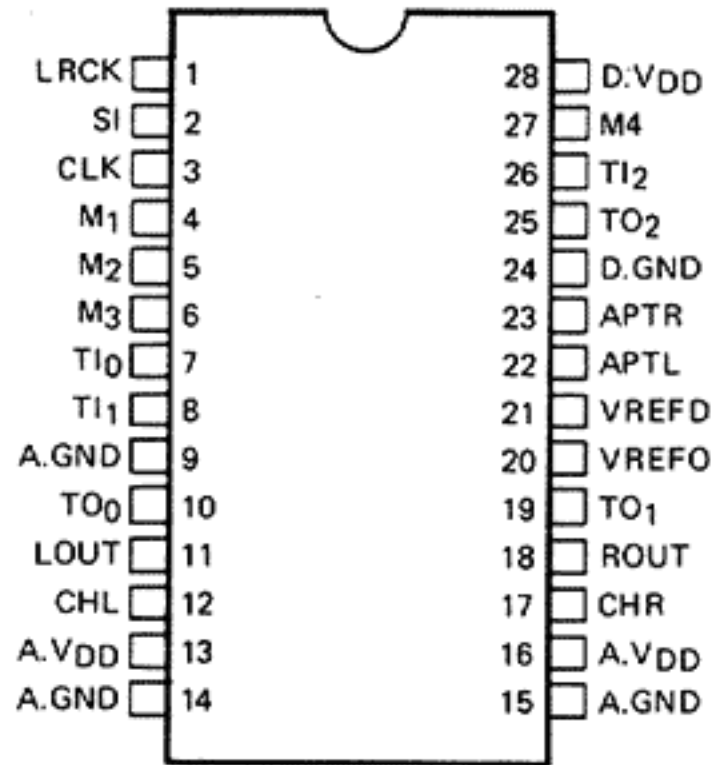 LRCK 1 28 D.VDD
SI 2 27 M4
CLK 3 26 TI2
M1 4 25 TO2
M2 5 24 D.GND
M3 6 23 APTR
TI0 7 22 APTL
TI1 8 21 VREFD
A.GND 9 20 VREFO
TO0 10 19 TO1
LOUT 11 18 ROUT
CHL 12 17 CHR
A.VDD 13 16 A.VDD
A.GND 14 15 A.GND